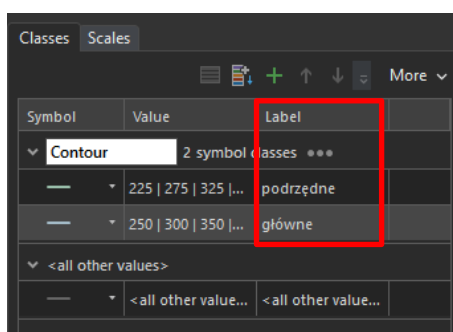 Classes Scales
More
Symbol Value Label
Contour 2 symbol classes
225 | 275 | 325 |... podrzędne
250 | 300 | 350 |... główne
<all other values>
<all other value... <all other value...